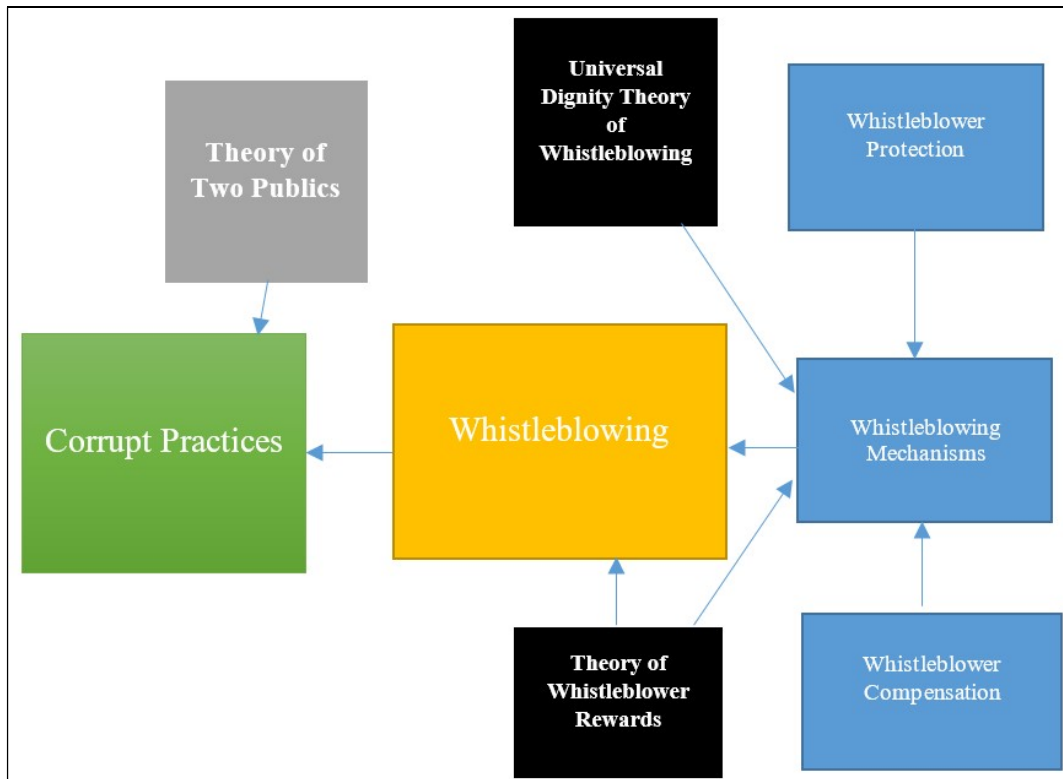 Universal
Dignity Theory
of
Whistleblowing
Theory of
Two Publics
Whistleblower
Protection
Corrupt Practices
Whistleblowing
Whistleblowing
Mechanisms
Theory of
Whistleblower
Rewards
Whistleblower
Compensation